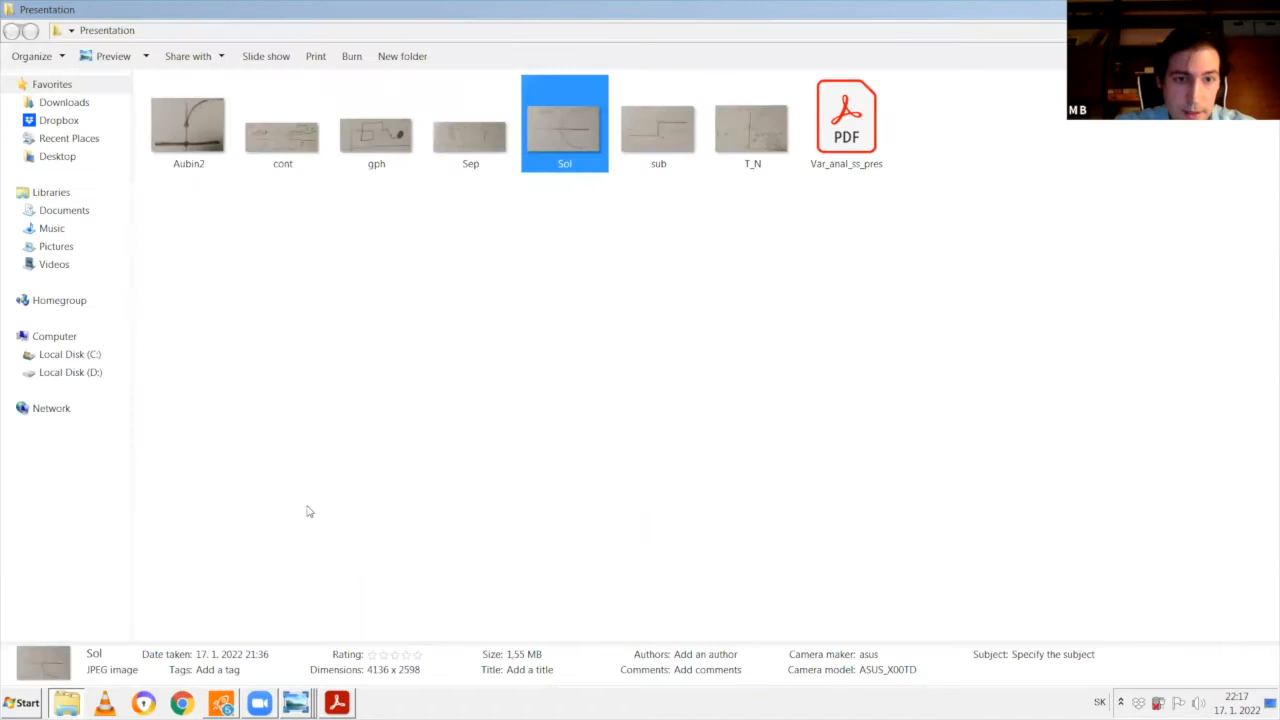 Presentation
Presentation
Organize Preview Share with Slide show Print Burn New folder
MB
Favorites
Downloads
Dropbox
Recent Places
Desktop
Libraries
Documents
Music
Pictures
Videos
Homegroup
Computer
Local Disk (C:)
Local Disk (D:)
Network
PDF
Aubin2 cont gph Sep Sol sub T_N Var_anal_ss_pres
Sol Date taken: 17. 1. 2022 21:36 Rating: Size: 1,55 MB Authors: Add an author Camera maker: asus Subject: Specify the subject
JPEG image Tags: Add a tag Dimensions: 4136 x 2598 Title: Add a title Comments: Add comments Camera model: ASUS_X00TD
Start SK 22:17
17. 1. 2022